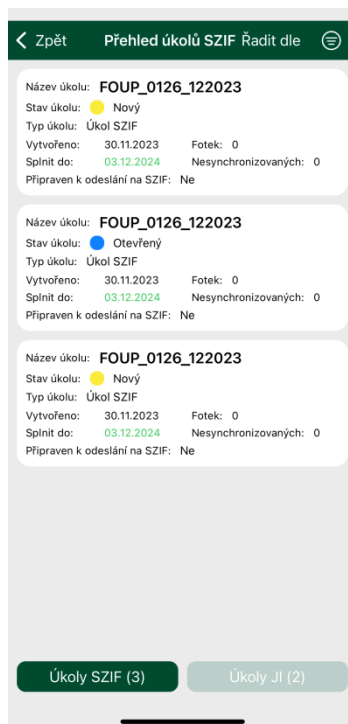 Zpět Přehled úkolů SZIF Řadit dle
Název úkolu: FOUP_0126_122023
Stav úkolu: Nový
Typ úkolu: Úkol SZIF
Vytvořeno: 30.11.2023 Fotek: 0
Splnit do: 03.12.2024 Nesynchronizovaných: 0
Připraven k odeslání na SZIF: Ne
Název úkolu: FOUP_0126_122023
Stav úkolu: Otevřený
Typ úkolu: Úkol SZIF
Vytvořeno: 30.11.2023 Fotek: 0
Splnit do: 03.12.2024 Nesynchronizovaných: 0
Připraven k odeslání na SZIF: Ne
Název úkolu: FOUP_0126_122023
Stav úkolu: Nový
Typ úkolu: Úkol SZIF
Vytvořeno: 30.11.2023 Fotek: 0
Splnit do: 03.12.2024 Nesynchronizovaných: 0
Připraven k odeslání na SZIF: Ne
Úkoly SZIF (3) Úkoly JI (2)